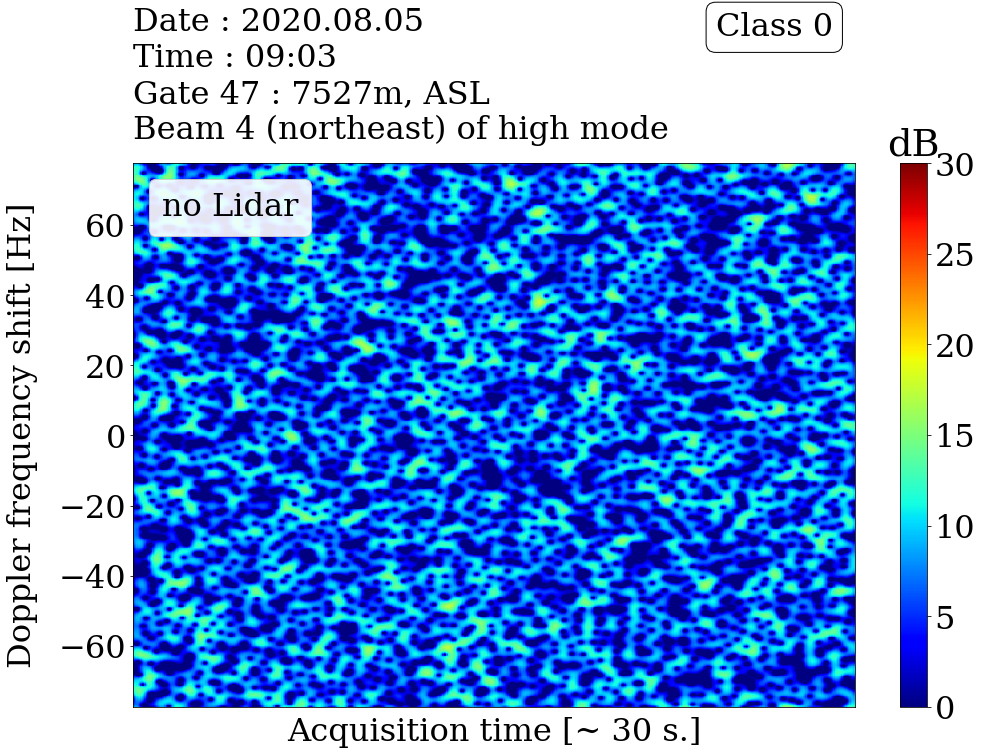 Date : 2020.08.05
Time : 09:03
Gate 47 : 7527m, ASL
Beam 4 (northeast) of high mode
Class 0
dB
no Lidar
Doppler frequency shift [Hz]
60
40
20
0
−20
−40
−60
Acquisition time [~ 30 s.]
30
25
20
15
10
5
0